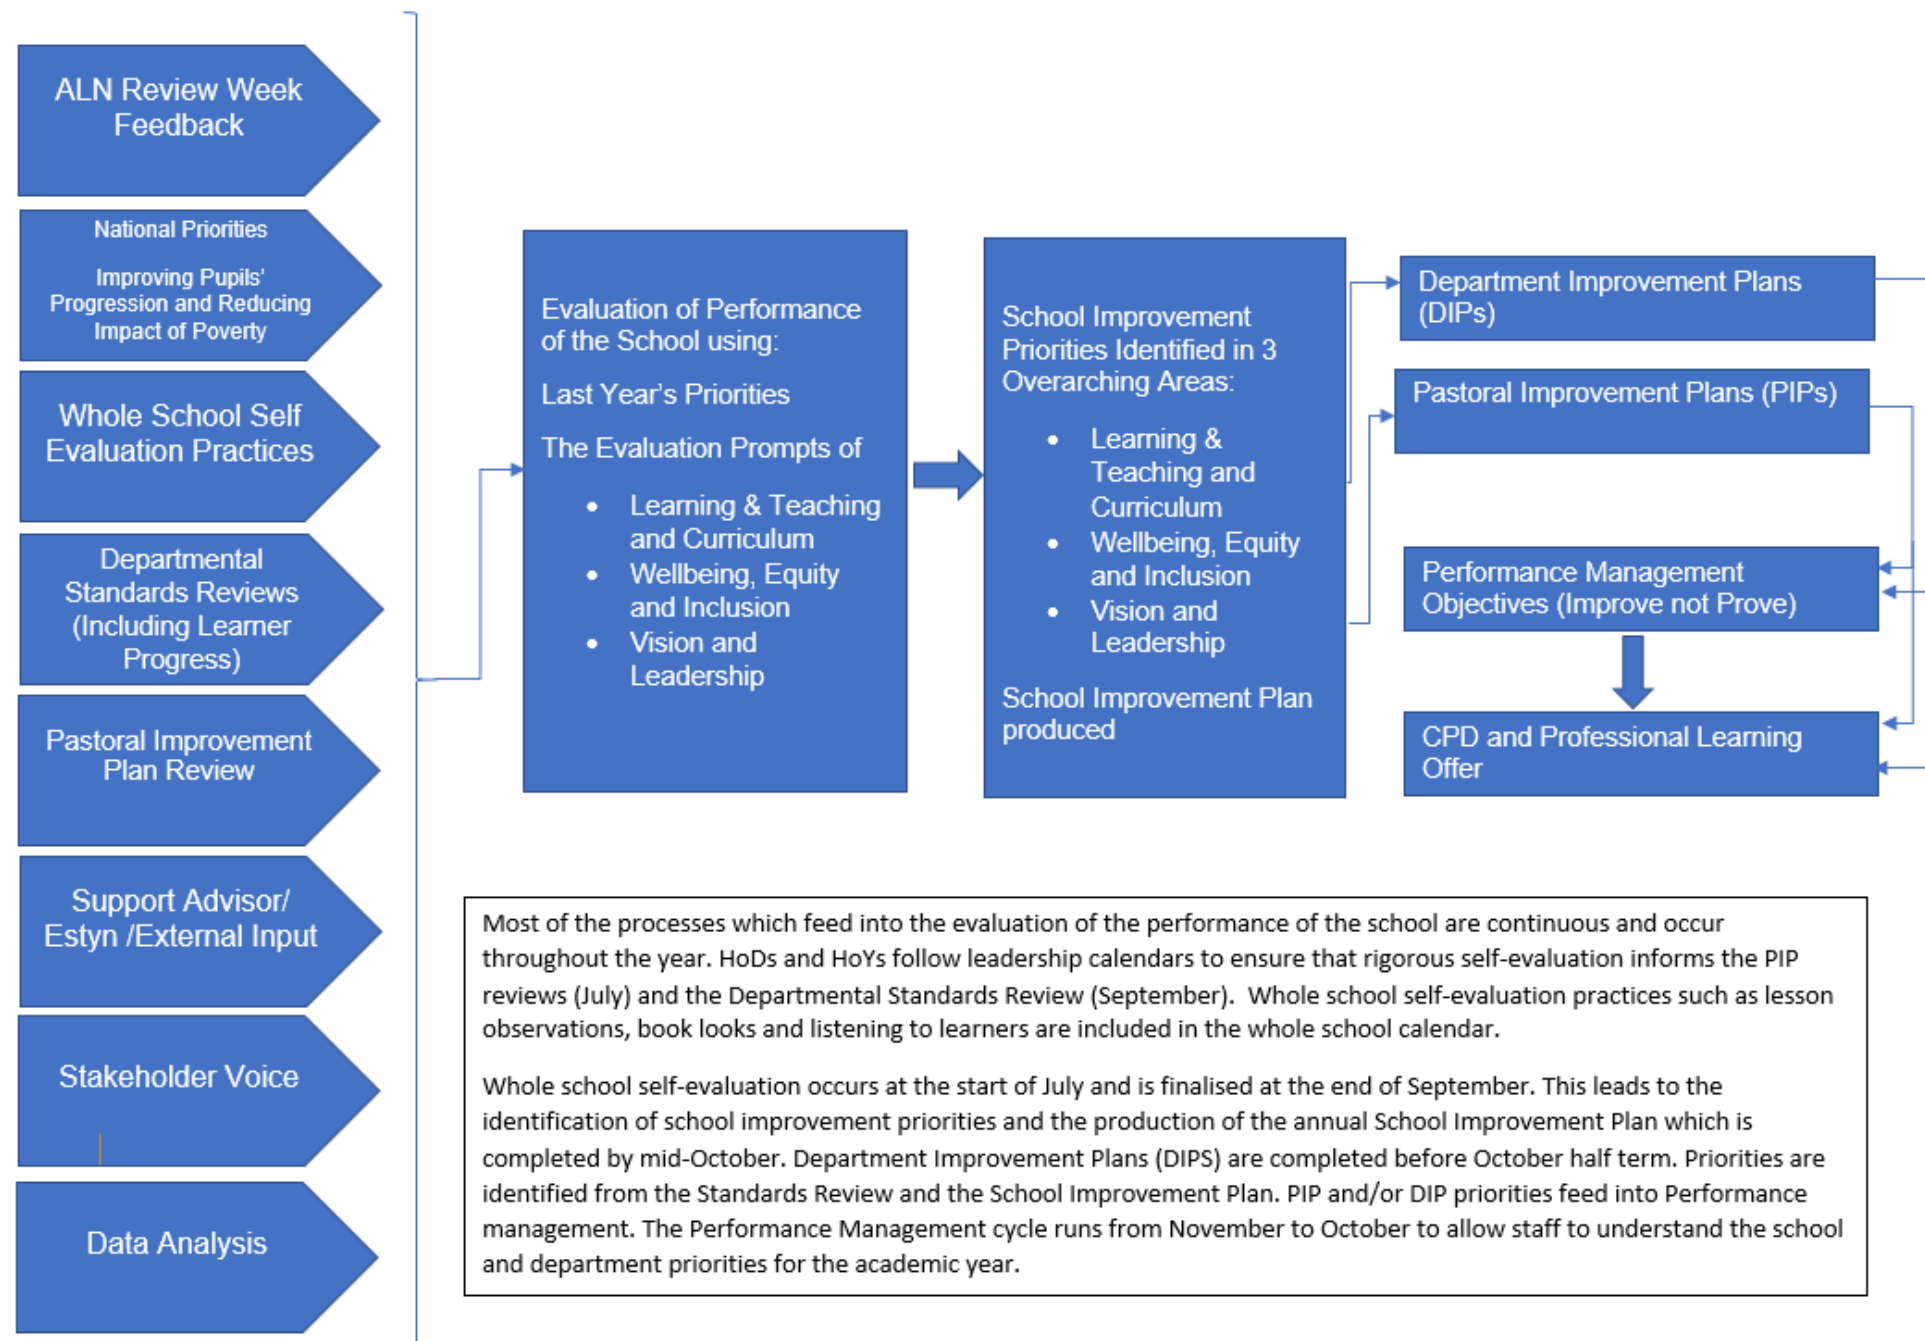 ALN Review Week
Feedback
National Priorities
Improving Pupils'
Progression and Reducing
Impact of Poverty
Whole School Self
Evaluation Practices
Departmental
Standards Reviews
(Including Learner
Progress)
Pastoral Improvement
Plan Review
Support Advisor/
Estyn /External Input
Stakeholder Voice
Data Analysis
Evaluation of Performance
of the School using:
Last Year's Priorities
The Evaluation Prompts of
• Learning & Teaching
and Curriculum
• Wellbeing, Equity
and Inclusion
• Vision and
Leadership
School Improvement
Priorities Identified in 3
Overarching Areas:
• Learning &
Teaching and
Curriculum
• Wellbeing, Equity
and Inclusion
• Vision and
Leadership
School Improvement Plan
produced
Department Improvement Plans
(DIPs)
Pastoral Improvement Plans (PIPs)
Performance Management
Objectives (Improve not Prove)
CPD and Professional Learning
Offer
Most of the processes which feed into the evaluation of the performance of the school are continuous and occur
throughout the year. HoDs and HoYs follow leadership calendars to ensure that rigorous self-evaluation informs the PIP
reviews (July) and the Departmental Standards Review (September).  Whole school self-evaluation practices such as lesson
observations, book looks and listening to learners are included in the whole school calendar.
Whole school self-evaluation occurs at the start of July and is finalised at the end of September. This leads to the
identification of school improvement priorities and the production of the annual School Improvement Plan which is
completed by mid-October. Department Improvement Plans (DIPS) are completed before October half term. Priorities are
identified from the Standards Review and the School Improvement Plan. PIP and/or DIP priorities feed into Performance
management. The Performance Management cycle runs from November to October to allow staff to understand the school
and department priorities for the academic year.